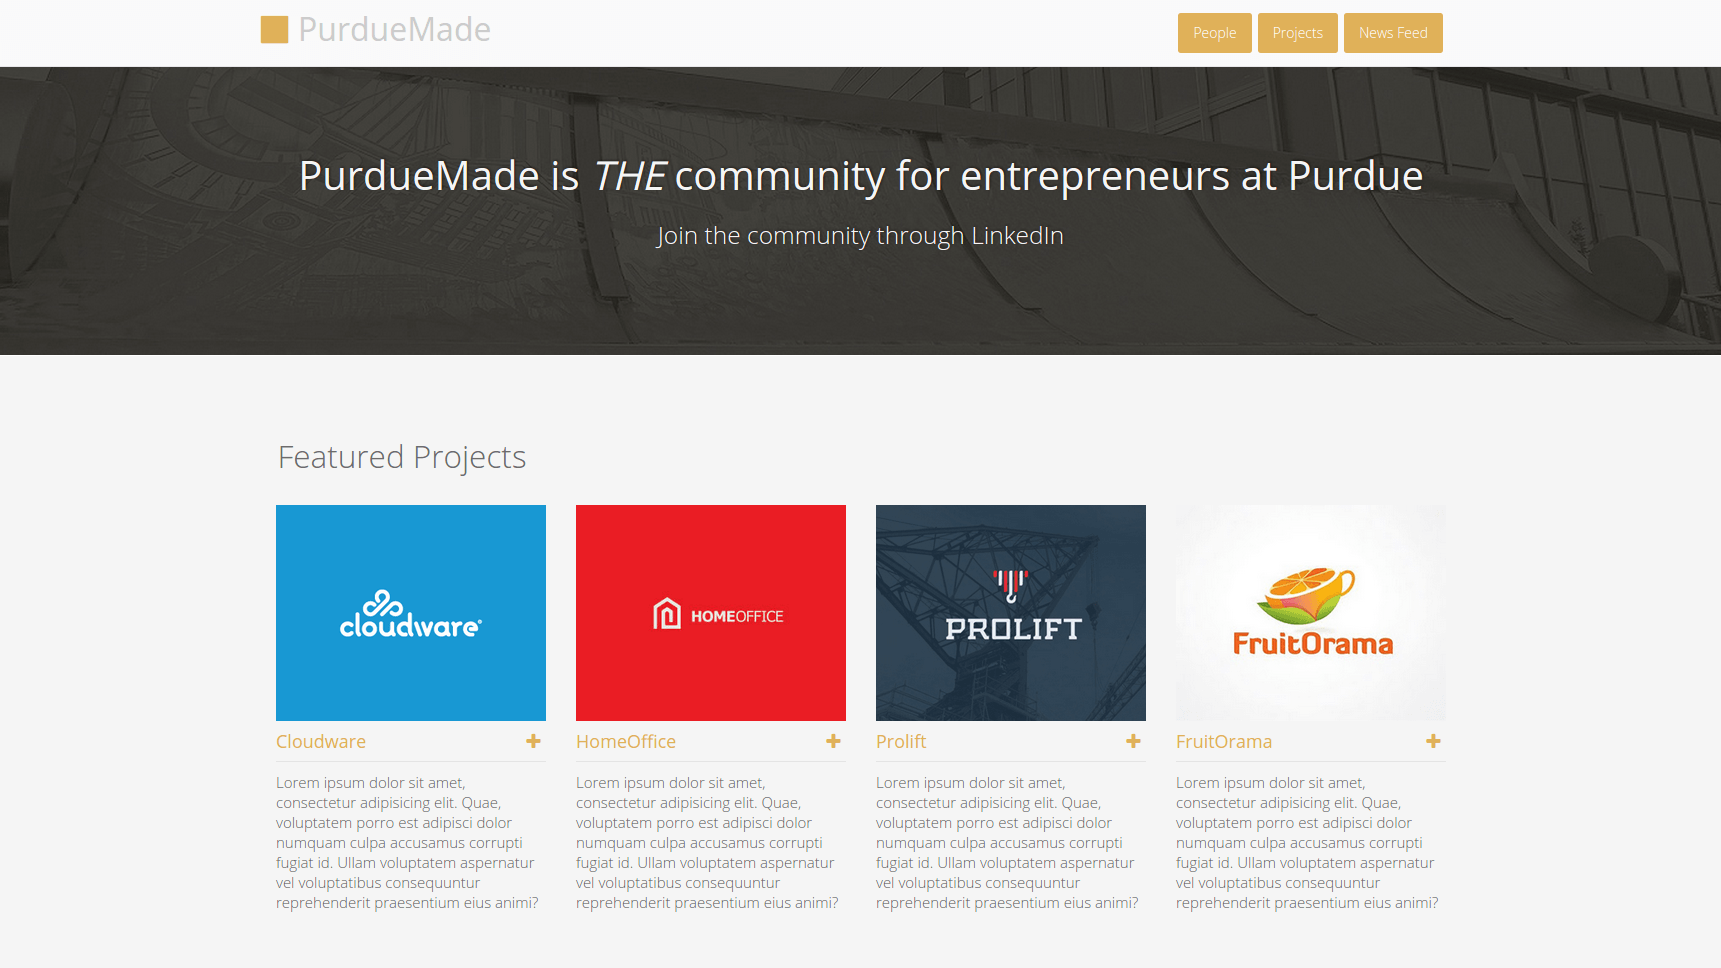 PurdueMade
People Projects News Feed
PurdueMade is THE community for entrepreneurs at Purdue
Join the community through LinkedIn
Featured Projects
cloudware
HOMEOFFICE
PROLIFT
FruitOrama
Cloudware
Lorem ipsum dolor sit amet,
consectetur adipisicing elit. Quae,
voluptatem porro est adipisci dolor
numquam culpa accusamus corrupti
fugiat id. Ullam voluptatem aspernatur
vel voluptatibus consequuntur
reprehenderit praesentium eius animi?
HomeOffice
Lorem ipsum dolor sit amet,
consectetur adipisicing elit. Quae,
voluptatem porro est adipisci dolor
numquam culpa accusamus corrupti
fugiat id. Ullam voluptatem aspernatur
vel voluptatibus consequuntur
reprehenderit praesentium eius animi?
Prolift
Lorem ipsum dolor sit amet,
consectetur adipisicing elit. Quae,
voluptatem porro est adipisci dolor
numquam culpa accusamus corrupti
fugiat id. Ullam voluptatem aspernatur
vel voluptatibus consequuntur
reprehenderit praesentium eius animi?
FruitOrama
Lorem ipsum dolor sit amet,
consectetur adipisicing elit. Quae,
voluptatem porro est adipisci dolor
numquam culpa accusamus corrupti
fugiat id. Ullam voluptatem aspernatur
vel voluptatibus consequuntur
reprehenderit praesentium eius animi?